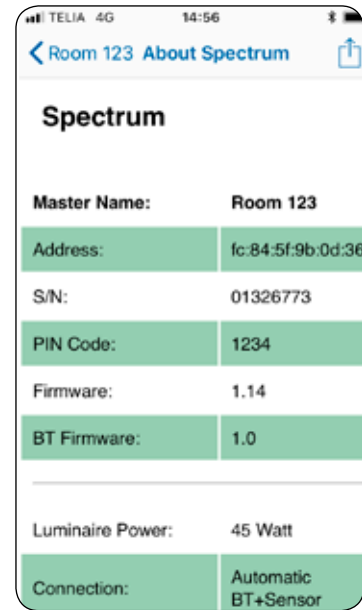 TELIA 4G 14:56
Room 123 About Spectrum
Spectrum
Master Name: Room 123
Address: fc:84:5f:9b:0d:36
S/N: 01326773
PIN Code: 1234
Firmware: 1.14
BT Firmware: 1.0
Luminaire Power: 45 Watt
Connection: Automatic
BT+Sensor